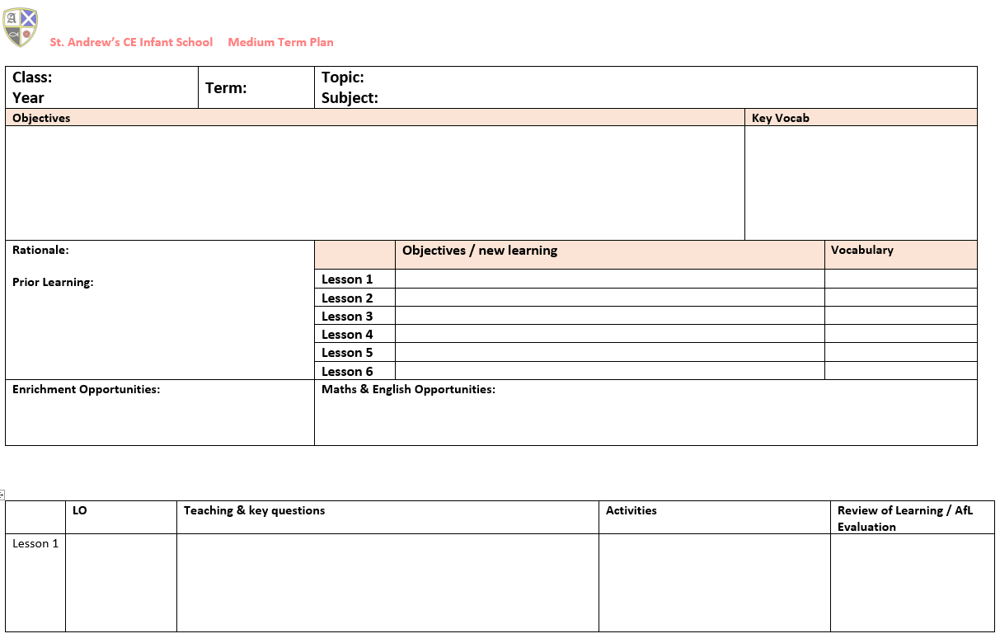 A
St. Andrew's CE Infant School Medium Term Plan
Class:
Year
Term:
Topic:
Subject:
Objectives
Key Vocab
Rationale:
Prior Learning:
Objectives / new learning
Vocabulary
Lesson 1
Lesson 2
Lesson 3
Lesson 4
Lesson 5
Lesson 6
Enrichment Opportunities:
Maths & English Opportunities:
LO
Teaching & key questions
Activities
Review of Learning / AfL
Evaluation
Lesson 1